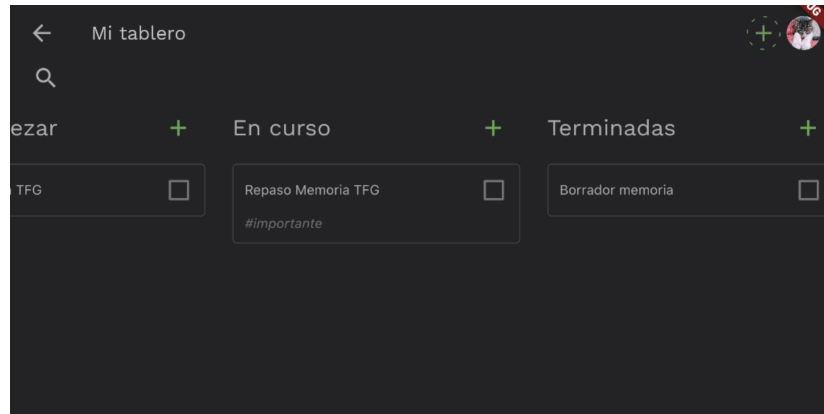 Mi tablero
ezar
En curso
Terminadas
TFG
Repaso Memoria TFG
#importante
Borrador memoria